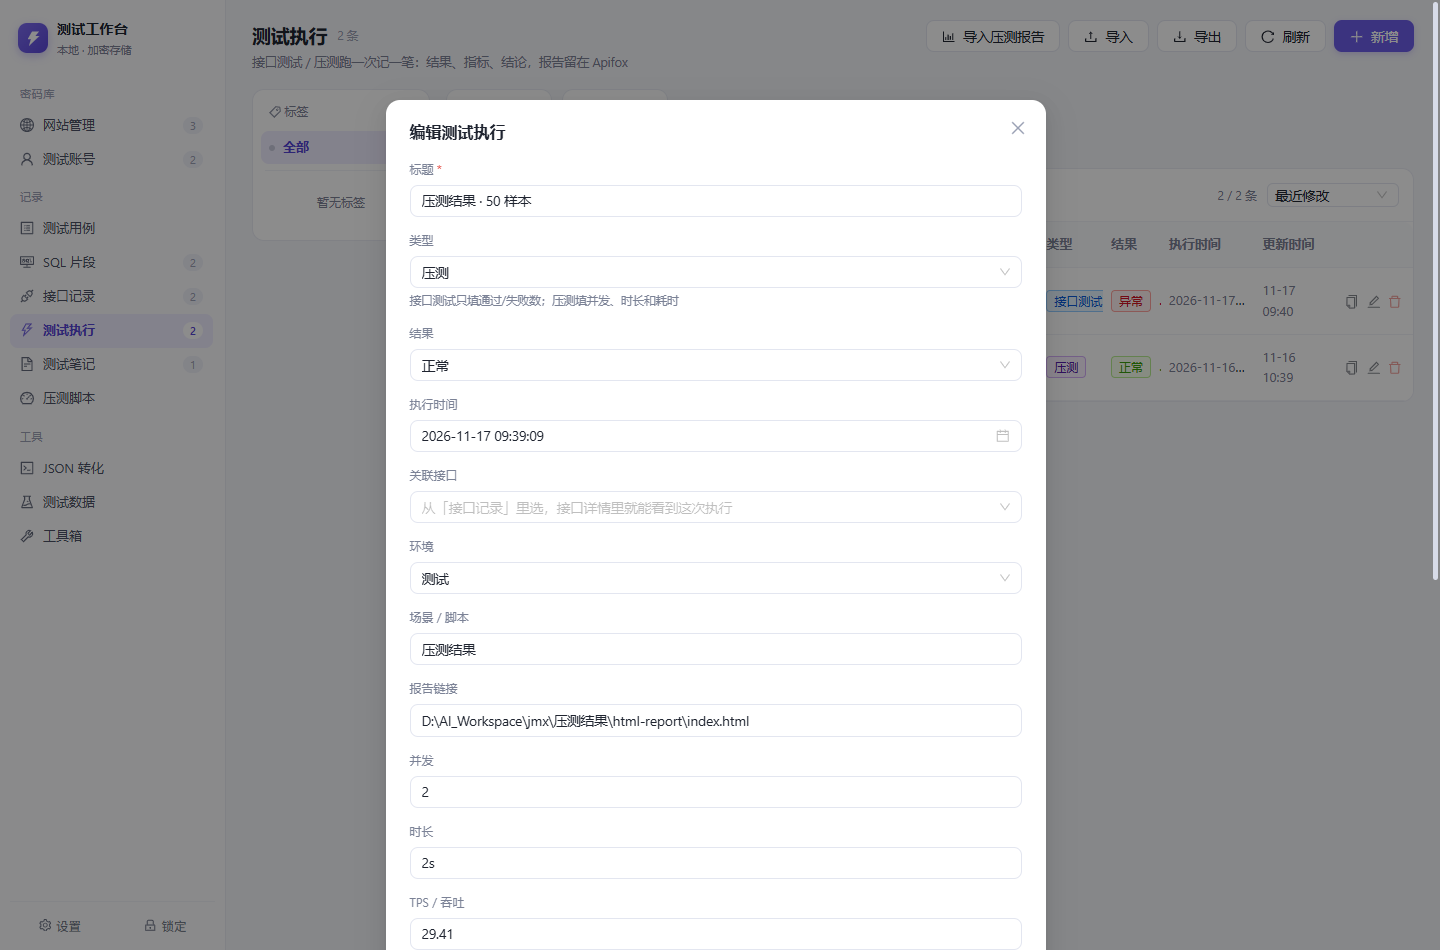 测试工作台
本地 · 加密存储
密码库
网站管理 3
测试账号 2
记录
测试用例
SQL 片段 2
接口记录 2
测试执行 2
测试笔记 1
压测脚本
工具
JSON 转化
测试数据
工具箱
设置 锁定
测试执行 2 条
接口测试 / 压测跑一次记一笔：结果、指标、结论，报告留在 Apifox
导入压测报告 导入 导出 刷新 新增
标签
全部
暂无标签
2 / 2 条 最近修改
类型 结果 执行时间 更新时间
接口测试 异常 . 2026-11-17... 11-17
09:40
压测 正常 . 2026-11-16... 11-16
10:39
编辑测试执行
标题 *
压测结果 · 50 样本
类型
压测
接口测试只填通过/失败数；压测填并发、时长和耗时
结果
正常
执行时间
2026-11-17 09:39:09
关联接口
从「接口记录」里选，接口详情里就能看到这次执行
环境
测试
场景 / 脚本
压测结果
报告链接
D:\AI_Workspace\jmx\压测结果\html-report\index.html
并发
2
时长
2s
TPS / 吞吐
29.41